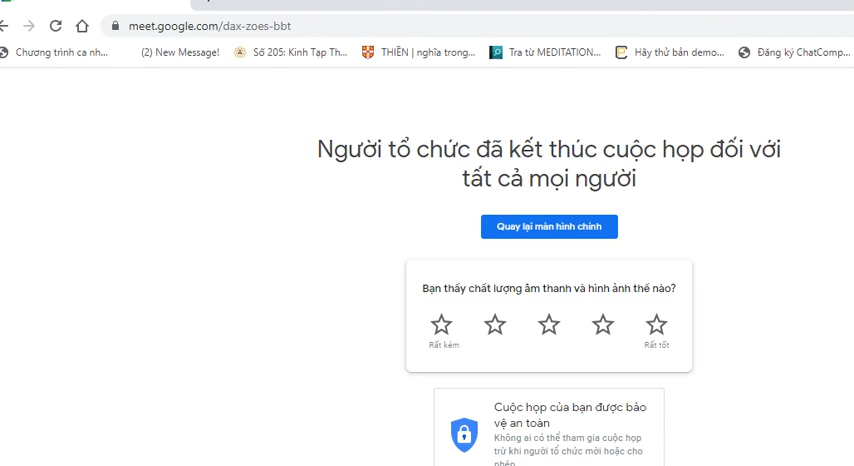 meet.google.com/dax-zoes-bbt
Chương trình ca nh... (2) New Message! Số 205: Kinh Tạp Th... THIỀN | nghĩa trong... Tra từ MEDITATION... Hãy thử bản demo... Đăng ký ChatComp...
Người tổ chức đã kết thúc cuộc họp đối với
tất cả mọi người
Quay lại màn hình chính
Bạn thấy chất lượng âm thanh và hình ảnh thế nào?
Rất kém Rất tốt
Cuộc họp của bạn được bảo
vệ an toàn
Không ai có thể tham gia cuộc họp
trừ khi người tổ chức mời hoặc cho
phép